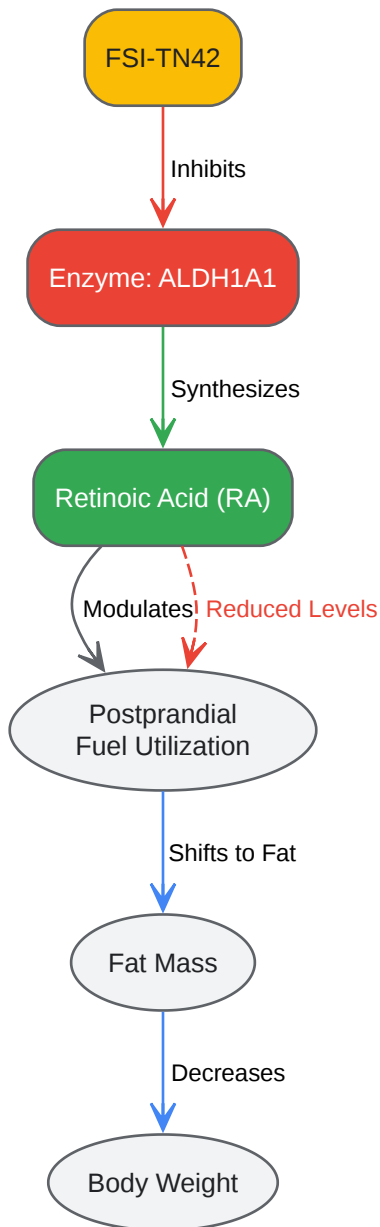 FSI-TN42
Inhibits
Enzyme: ALDH1A1
Synthesizes
Retinoic Acid (RA)
Modulates
Reduced Levels
Postprandial
Fuel Utilization
Shifts to Fat
Fat Mass
Decreases
Body Weight